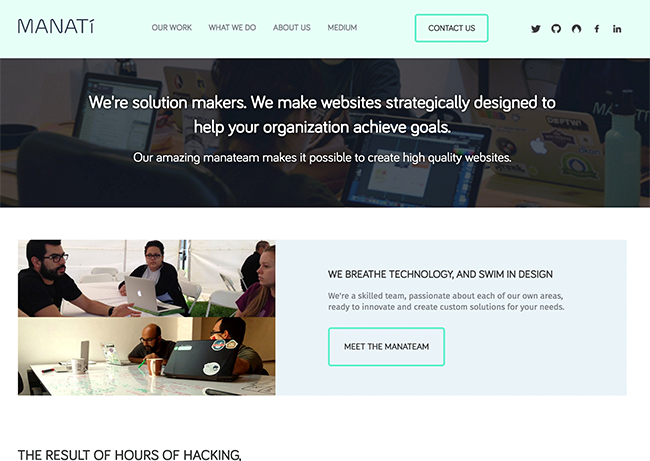 MANATí
OUR WORK WHAT WE DO ABOUT US MEDIUM CONTACT US
We're solution makers. We make websites strategically designed to
help your organization achieve goals.
Our amazing manateam makes it possible to create high quality websites.
WE BREATHE TECHNOLOGY, AND SWIM IN DESIGN
We're a skilled team, passionate about each of our own areas,
ready to innovate and create custom solutions for your needs.
MEET THE MANATEAM
THE RESULT OF HOURS OF HACKING,